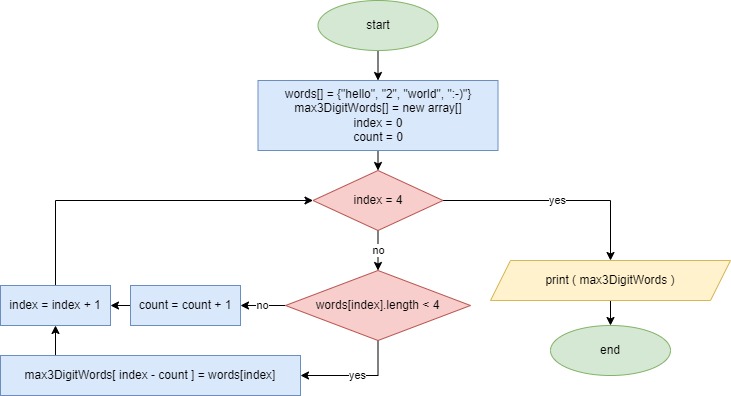 start
words[] = {"hello", "2", "world", ":-)"}
max3DigitWords[] = new array[]
index = 0
count = 0
index = 4
yes
no
print ( max3DigitWords )
index = index + 1
count = count + 1
no
words[index].length < 4
end
max3DigitWords[ index - count ] = words[index]
yes